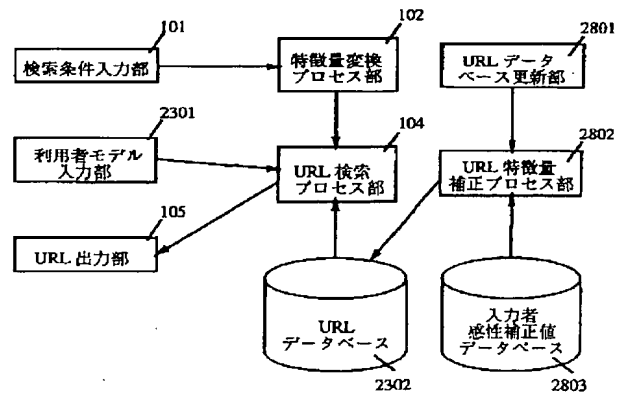 101
検索条件入力部
102
特徴量変換
プロセス部
2801
URL データ
ベース更新部
2301
利用者モデル
入力部
104
URL 検索
プロセス部
2802
URL 特徴量
補正プロセス部
105
URL 出力部
URL
データベース
2302
入力者
感性補正値
データベース
2803